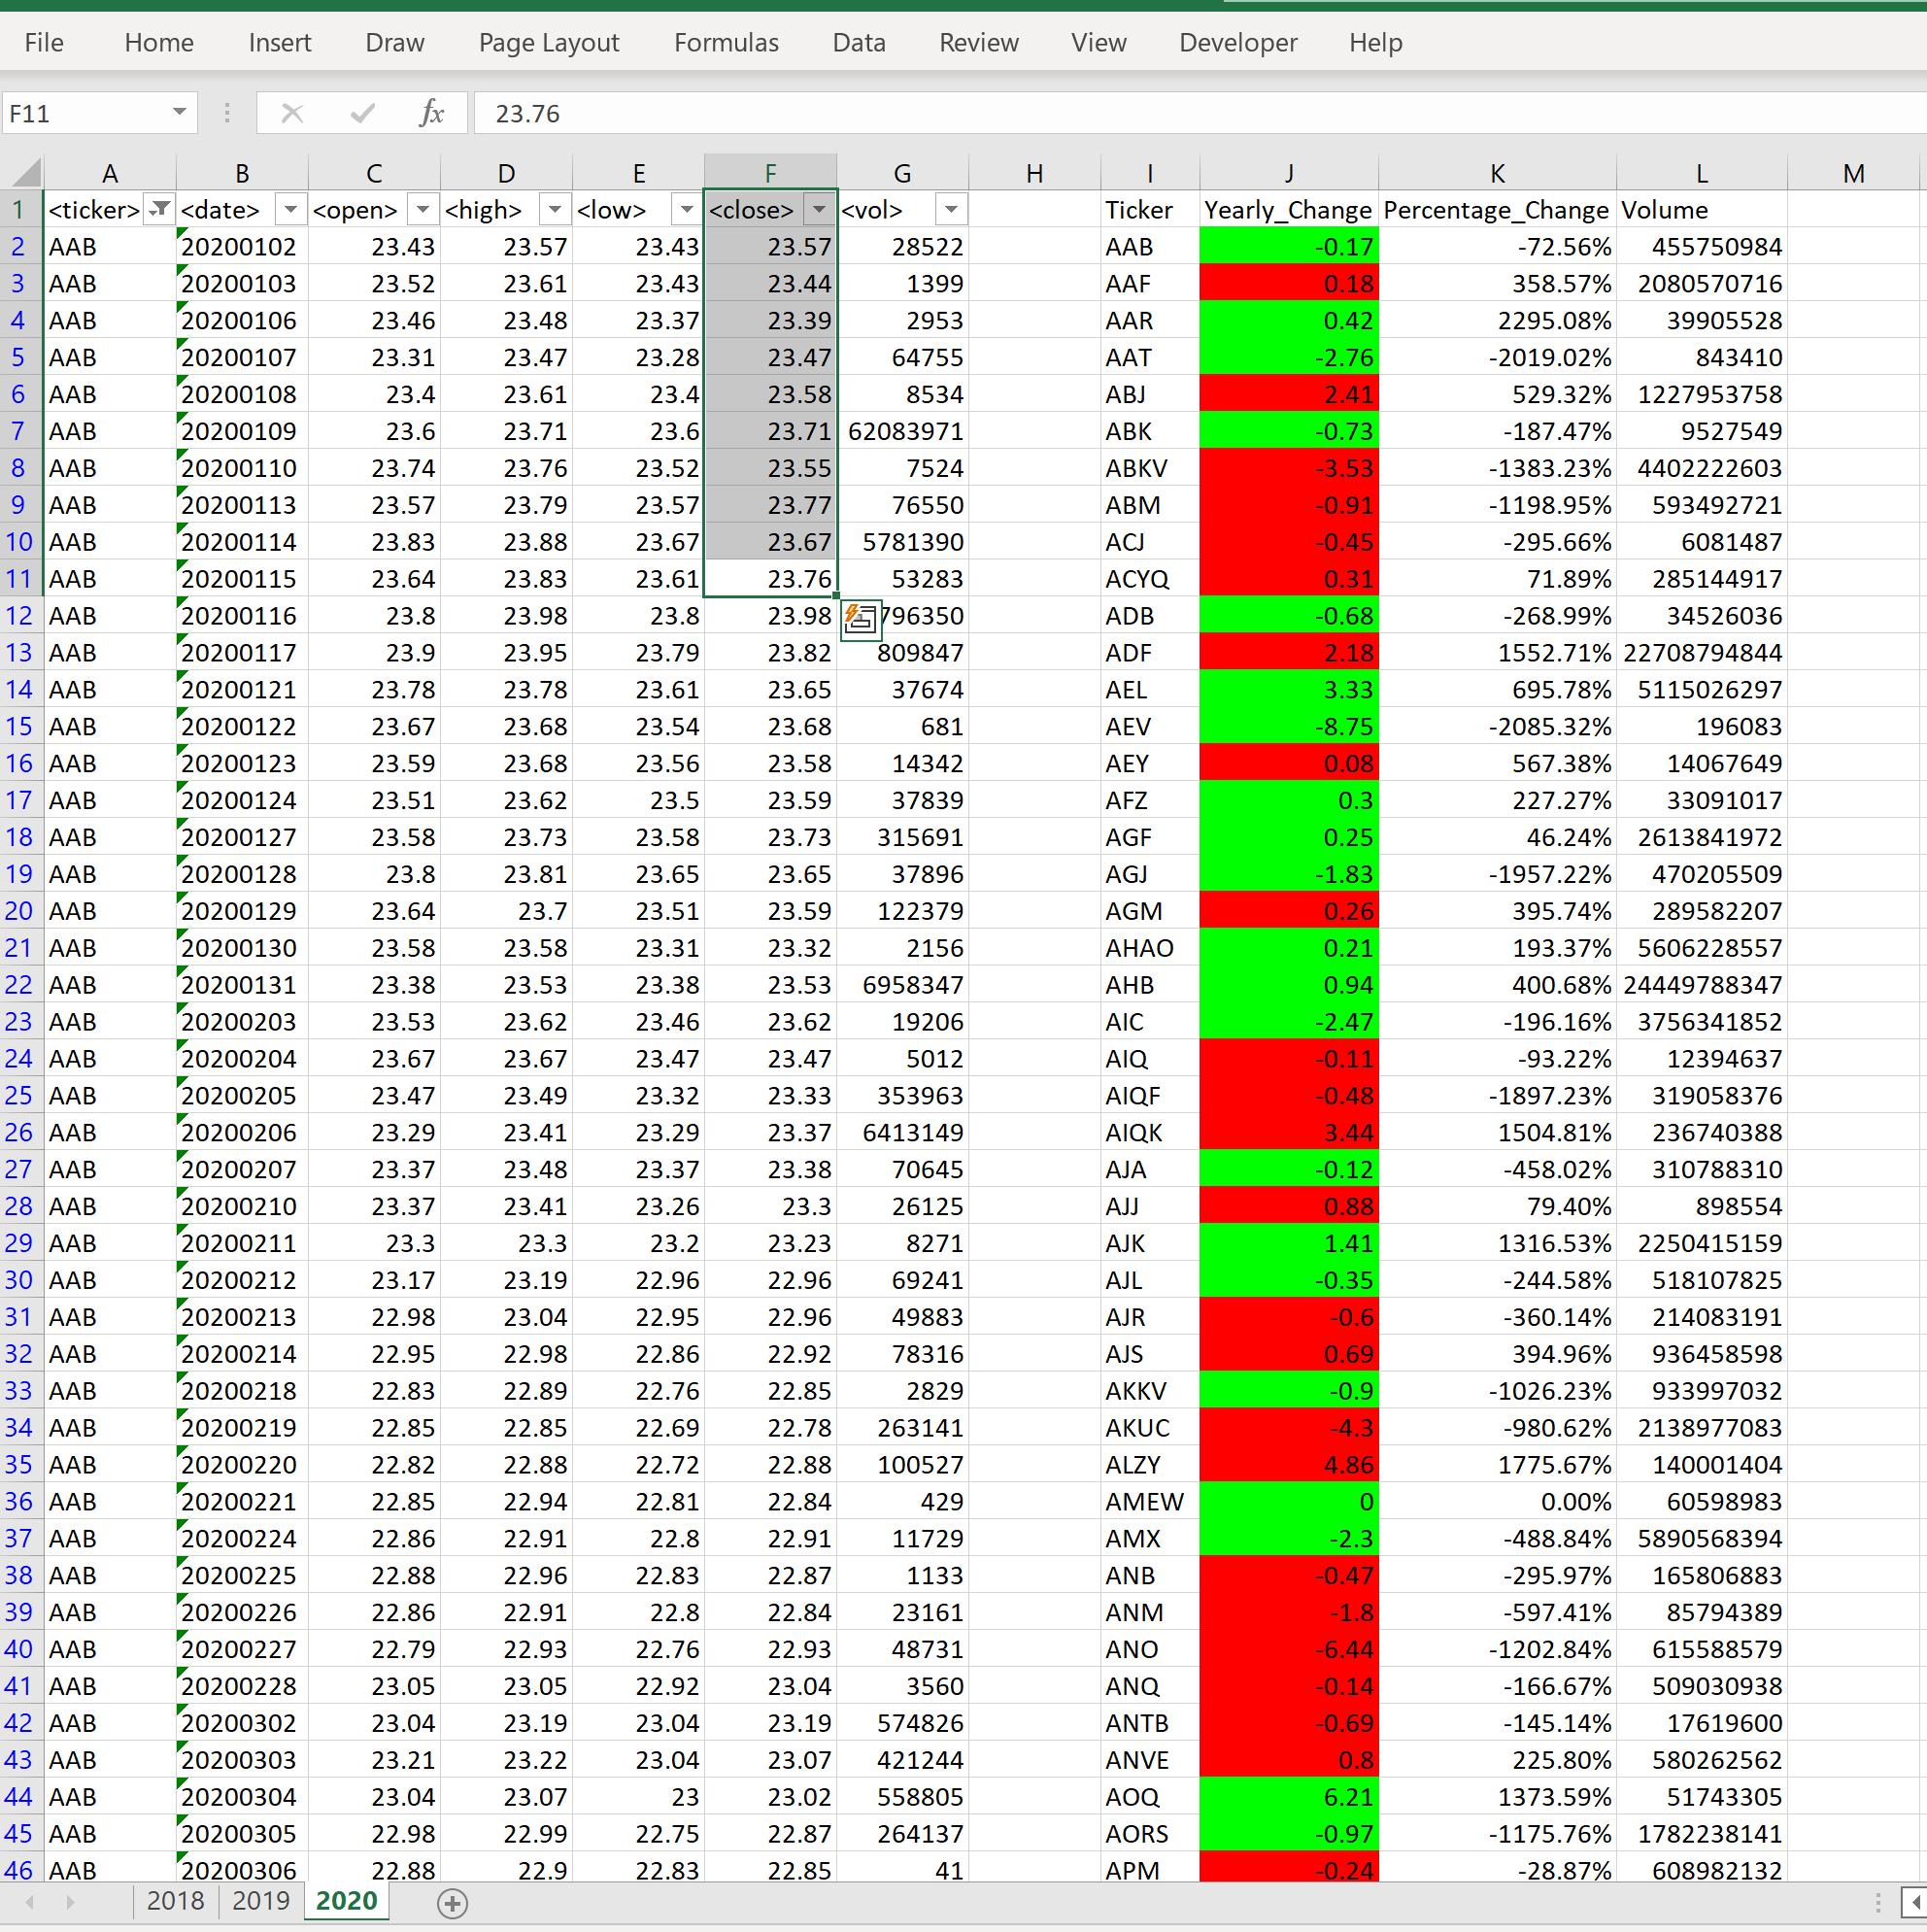 File Home Insert Draw Page Layout Formulas Data Review View Developer Help
F11 fx 23.76
A B C D E F G H I J K L M
1 <ticker> <date> <open> <high> <low> <close> <vol> Ticker Yearly_Change Percentage_Change Volume
2 AAB 20200102 23.43 23.57 23.43 23.57 28522 AAB -0.17 -72.56% 455750984
3 AAB 20200103 23.52 23.61 23.43 23.44 1399 AAF 0.18 358.57% 2080570716
4 AAB 20200106 23.46 23.48 23.37 23.39 2953 AAR 0.42 2295.08% 39905528
5 AAB 20200107 23.31 23.47 23.28 23.47 64755 AAT -2.76 -2019.02% 843410
6 AAB 20200108 23.4 23.61 23.4 23.58 8534 ABJ 2.41 529.32% 1227953758
7 AAB 20200109 23.6 23.71 23.6 23.71 62083971 ABK -0.73 -187.47% 9527549
8 AAB 20200110 23.74 23.76 23.52 23.55 7524 ABKV -3.53 -1383.23% 4402222603
9 AAB 20200113 23.57 23.79 23.57 23.77 76550 ABM -0.91 -1198.95% 593492721
10 AAB 20200114 23.83 23.88 23.67 23.67 5781390 ACJ -0.45 -295.66% 6081487
11 AAB 20200115 23.64 23.83 23.61 23.76 53283 ACYQ 0.31 71.89% 285144917
12 AAB 20200116 23.8 23.98 23.8 23.98 796350 ADB -0.68 -268.99% 34526036
13 AAB 20200117 23.9 23.95 23.79 23.82 809847 ADF 2.18 1552.71% 22708794844
14 AAB 20200121 23.78 23.78 23.61 23.65 37674 AEL 3.33 695.78% 5115026297
15 AAB 20200122 23.67 23.68 23.54 23.68 681 AEV -8.75 -2085.32% 196083
16 AAB 20200123 23.59 23.68 23.56 23.58 14342 AEY 0.08 567.38% 14067649
17 AAB 20200124 23.51 23.62 23.5 23.59 37839 AFZ 0.3 227.27% 33091017
18 AAB 20200127 23.58 23.73 23.58 23.73 315691 AGF 0.25 46.24% 2613841972
19 AAB 20200128 23.8 23.81 23.65 23.65 37896 AGJ -1.83 -1957.22% 470205509
20 AAB 20200129 23.64 23.7 23.51 23.59 122379 AGM 0.26 395.74% 289582207
21 AAB 20200130 23.58 23.58 23.31 23.32 2156 AHAO 0.21 193.37% 5606228557
22 AAB 20200131 23.38 23.53 23.38 23.53 6958347 AHB 0.94 400.68% 24449788347
23 AAB 20200203 23.53 23.62 23.46 23.62 19206 AIC -2.47 -196.16% 3756341852
24 AAB 20200204 23.67 23.67 23.47 23.47 5012 AIQ -0.11 -93.22% 12394637
25 AAB 20200205 23.47 23.49 23.32 23.33 353963 AIQF -0.48 -1897.23% 319058376
26 AAB 20200206 23.29 23.41 23.29 23.37 6413149 AIQK 3.44 1504.81% 236740388
27 AAB 20200207 23.37 23.48 23.37 23.38 70645 AJA -0.12 -458.02% 310788310
28 AAB 20200210 23.37 23.41 23.26 23.3 26125 AJJ 0.88 79.40% 898554
29 AAB 20200211 23.3 23.3 23.2 23.23 8271 AJK 1.41 1316.53% 2250415159
30 AAB 20200212 23.17 23.19 22.96 22.96 69241 AJL -0.35 -244.58% 518107825
31 AAB 20200213 22.98 23.04 22.95 22.96 49883 AJR -0.6 -360.14% 214083191
32 AAB 20200214 22.95 22.98 22.86 22.92 78316 AJS 0.69 394.96% 936458598
33 AAB 20200218 22.83 22.89 22.76 22.85 2829 AKKV -0.9 -1026.23% 933997032
34 AAB 20200219 22.85 22.85 22.69 22.78 263141 AKUC -4.3 -980.62% 2138977083
35 AAB 20200220 22.82 22.88 22.72 22.88 100527 ALZY 4.86 1775.67% 140001404
36 AAB 20200221 22.85 22.94 22.81 22.84 429 AMEW 0 0.00% 60598983
37 AAB 20200224 22.86 22.91 22.8 22.91 11729 AMX -2.3 -488.84% 5890568394
38 AAB 20200225 22.88 22.96 22.83 22.87 1133 ANB -0.47 -295.97% 165806883
39 AAB 20200226 22.86 22.91 22.8 22.84 23161 ANM -1.8 -597.41% 85794389
40 AAB 20200227 22.79 22.93 22.76 22.93 48731 ANO -6.44 -1202.84% 615588579
41 AAB 20200228 23.05 23.05 22.92 23.04 3560 ANQ -0.14 -166.67% 509030938
42 AAB 20200302 23.04 23.19 23.04 23.19 574826 ANTB -0.69 -145.14% 17619600
43 AAB 20200303 23.21 23.22 23.04 23.07 421244 ANVE 0.8 225.80% 580262562
44 AAB 20200304 23.04 23.07 23 23.02 558805 AOQ 6.21 1373.59% 51743305
45 AAB 20200305 22.98 22.99 22.75 22.87 264137 AORS -0.97 -1175.76% 1782238141
46 AAB 20200306 22.88 22.9 22.83 22.85 41 APM -0.24 -28.87% 608982132
2018 2019 2020